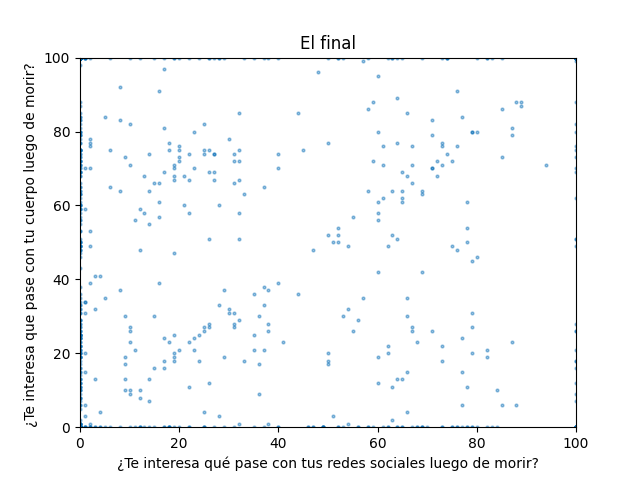 El final
¿Te interesa que pase con tu cuerpo luego de morir?
100
80
60
40
20
0
0 20 40 60 80 100
¿Te interesa qué pase con tus redes sociales luego de morir?